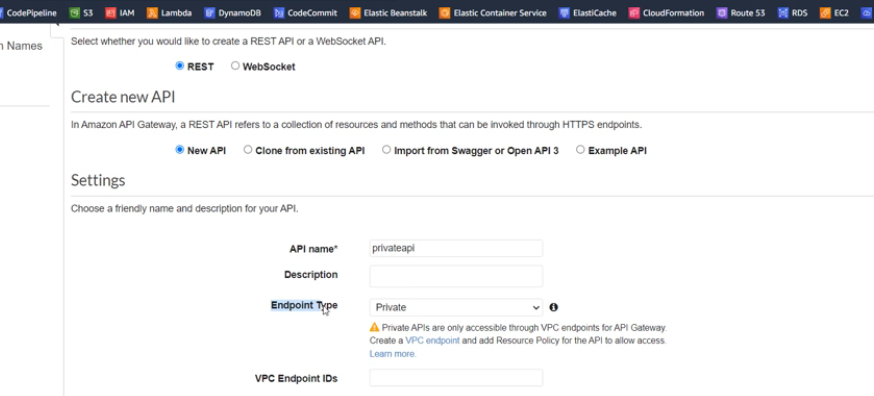 CodePipeline S3 IAM Lambda DynamoDB CodeCommit Elastic Beanstalk Elastic Container Service ElastiCache CloudFormation Route 53 RDS EC2
Names
Select whether you would like to create a REST API or a WebSocket API.
REST WebSocket
Create new API
In Amazon API Gateway, a REST API refers to a collection of resources and methods that can be invoked through HTTPS endpoints.
New API Clone from existing API Import from Swagger or Open API 3 Example API
Settings
Choose a friendly name and description for your API.
API name* privateapi
Description
Endpoint Type Private
Private APIs are only accessible through VPC endpoints for API Gateway.
Create a VPC endpoint and add Resource Policy for the API to allow access.
Learn more.
VPC Endpoint IDs